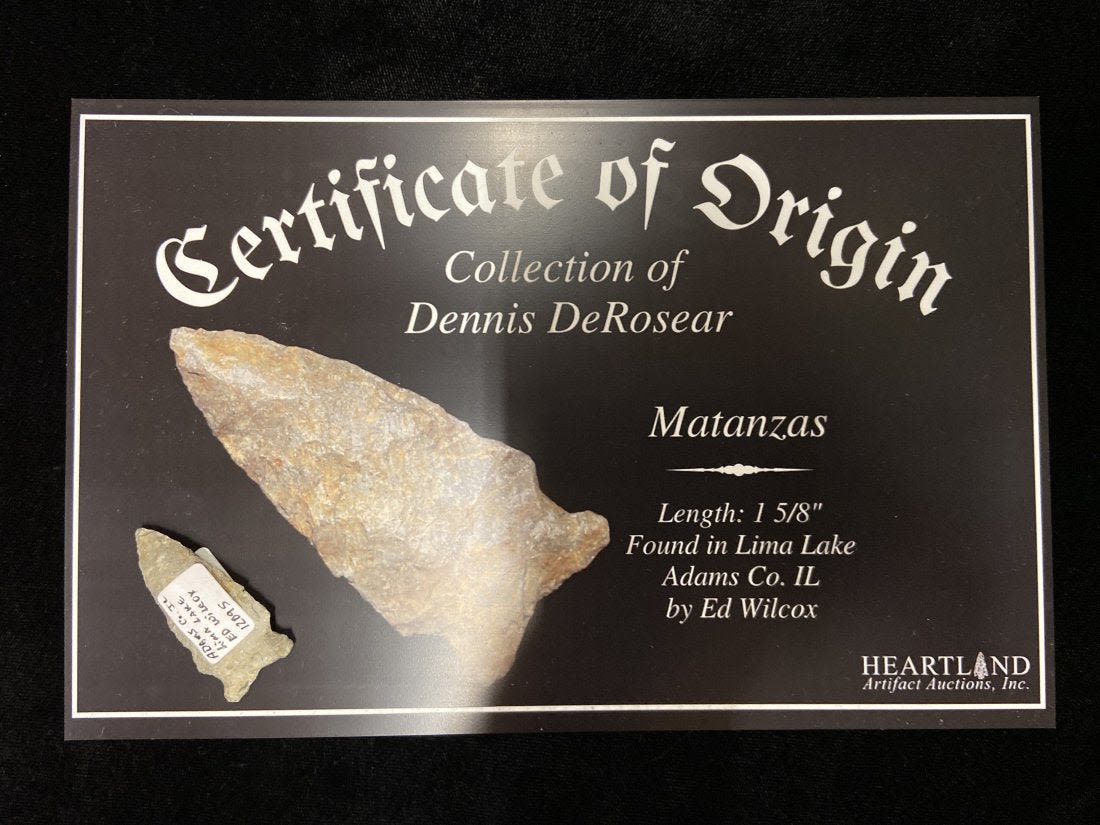 Certificate of Origin
Collection of
Dennis DeRosear
Matanzas
Length: 1 5/8"
Found in Lima Lake
Adams Co. IL
by Ed Wilcox
HEARTLAND
Artifact Auctions, Inc.
ADAMS Co. IL
LIMA LAKE
ED WILCOX
12095